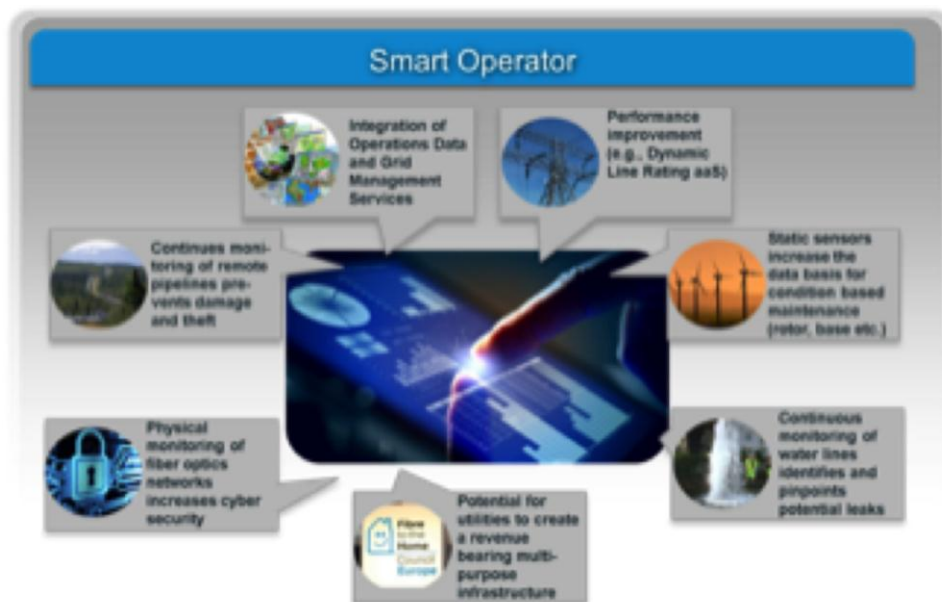 Smart Operator
Integration of
Operations Data
and Grid
Management
Services
Performance
improvement
(e.g., Dynamic
Line Rating aaS)
Continues moni-
toring of remote
pipelines pre-
vents damage
and theft
Static sensors
increase the
data basis for
condition based
maintenance
(rotor, base etc.)
Physical
monitoring of
fiber optics
networks
increases cyber
security
Fibre
to the
Home
Council
Europe
Potential for
utilities to create
a revenue
bearing multi-
purpose
infrastructure
Continuous
monitoring of
water lines
identifies and
pinpoints
potential leaks